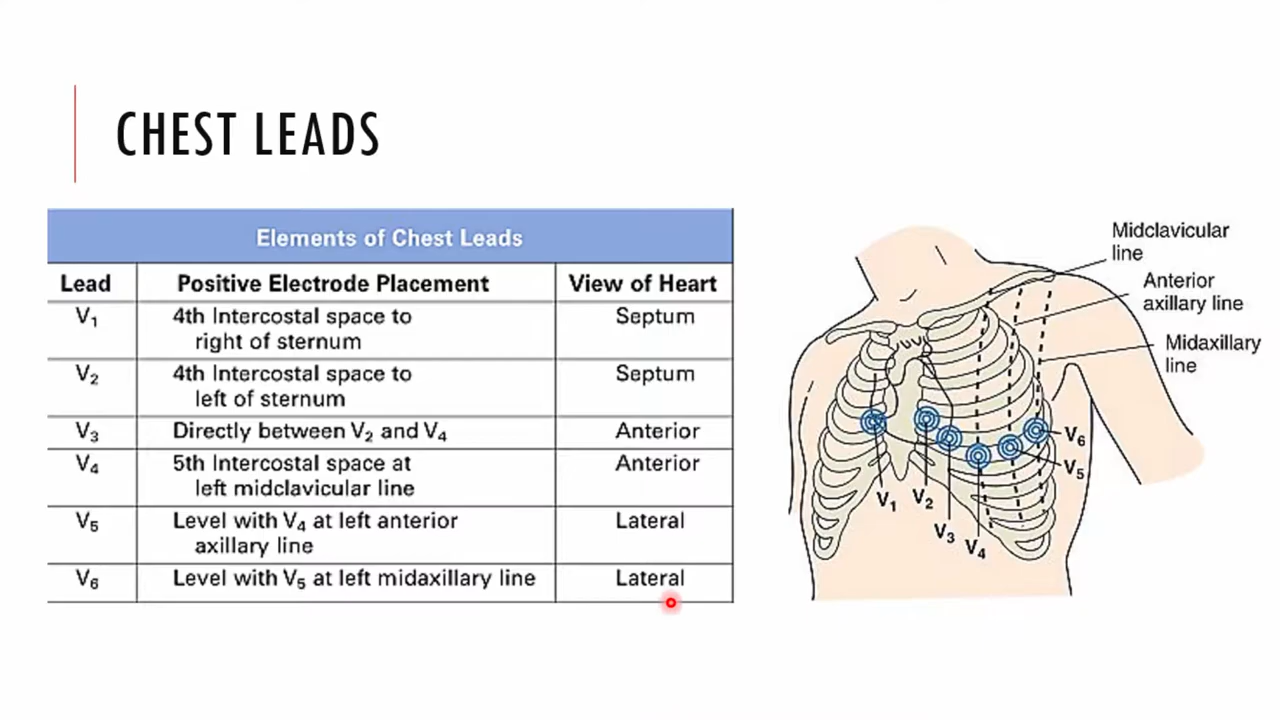 CHEST LEADS
Elements of Chest Leads
Lead Positive Electrode Placement View of Heart
V1 4th Intercostal space to Septum
right of sternum
V2 4th Intercostal space to Septum
left of sternum
V3 Directly between V2 and V4 Anterior
V4 5th Intercostal space at Anterior
left midclavicular line
V5 Level with V4 at left anterior Lateral
axillary line
V6 Level with V5 at left midaxillary line Lateral
Midclavicular
line
Anterior
axillary line
Midaxillary
line
V6
V5
V1
V2
V3
V4